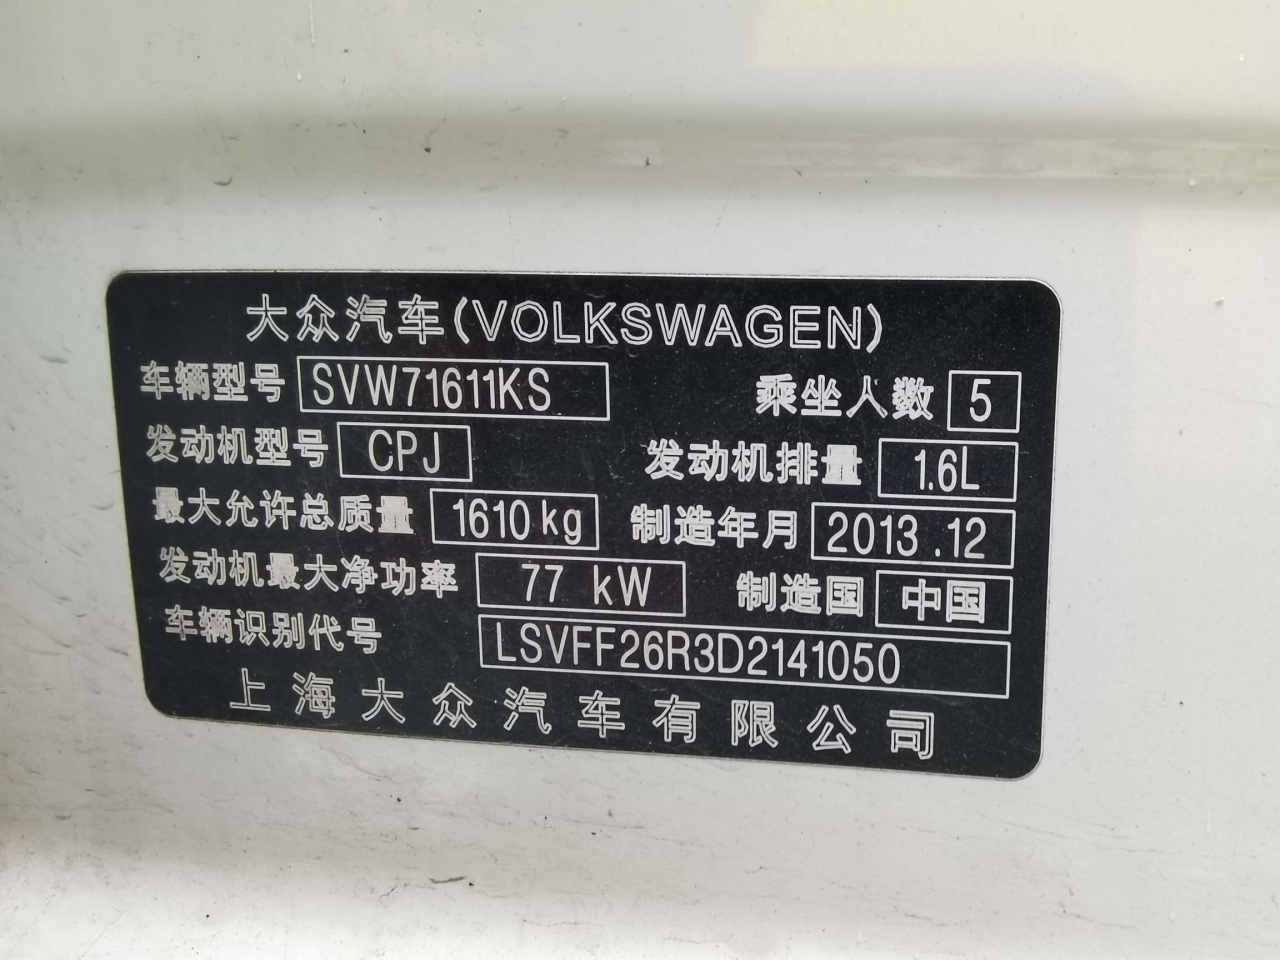 大众汽车(VOLKSWAGEN)
车辆型号 SVW71611KS 乘坐人数 5
发动机型号 CPJ 发动机排量 1.6L
最大允许总质量 1610kg 制造年月 2013.12
发动机最大净功率 77 kW 制造国 中国
车辆识别代号 LSVFF26R3D2141050
上海大众汽车有限公司